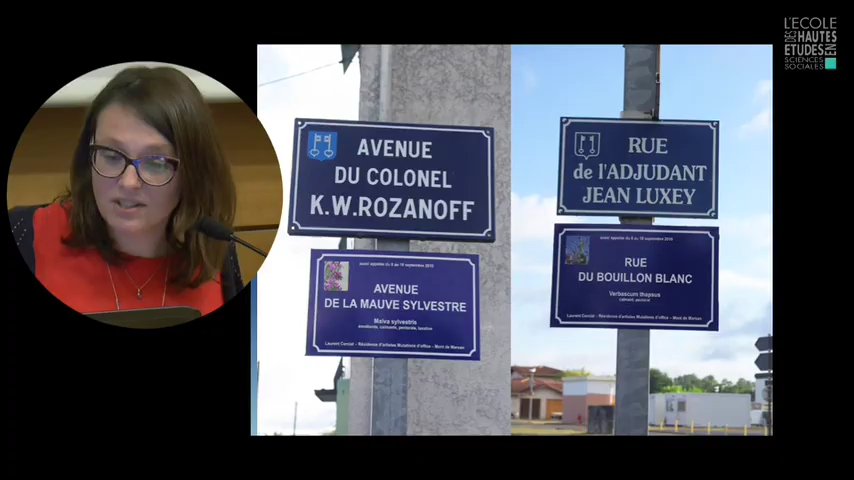 L'ECOLE
DES HAUTES
ETUDES EN
SCIENCES
SOCIALES
AVENUE
DU COLONEL
K.W.ROZANOFF
AVENUE
DE LA MAUVE SYLVESTRE
Malva sylvestris
RUE
de l'ADJUDANT
JEAN LUXEY
RUE
DU BOUILLON BLANC
Verbascum thapsus